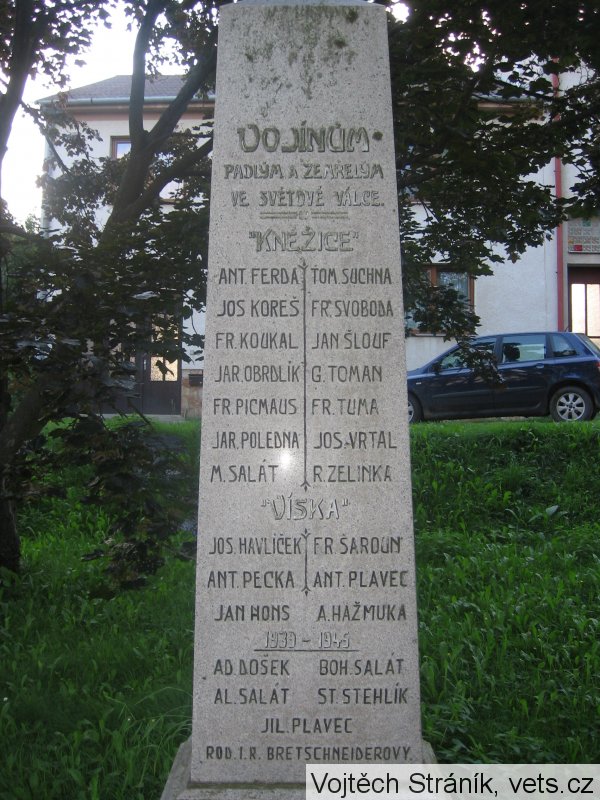 VOJÍNŮM
PADLÝM A ZEMŘELÝM
VE SVĚTOVÉ VÁLCE.
"KNĚŽICE"
ANT. FERDA TOM. SUCHNA
JOS KOREŠ FR. SVOBODA
FR. KOUKAL JAN ŠLOUF
JAR. OBRDLÍK G. TOMAN
FR. PICMAUS FR. TUMA
JAR. POLEDNA JOS. VRTAL
M. SALÁT R. ZELINKA
"VÍSKA"
JOS. HAVLÍČEK FR. ŠAROUN
ANT. PECKA ANT. PLAVEC
JAN HONS A. HAŽMUKA
1939 - 1945
AD. DOŠEK BOH. SALÁT
AL. SALÁT ST. STEHLÍK
JIL. PLAVEC
ROD. I. R. BRETSCHNEIDEROVY.
Vojtěch Stráník, vets.cz